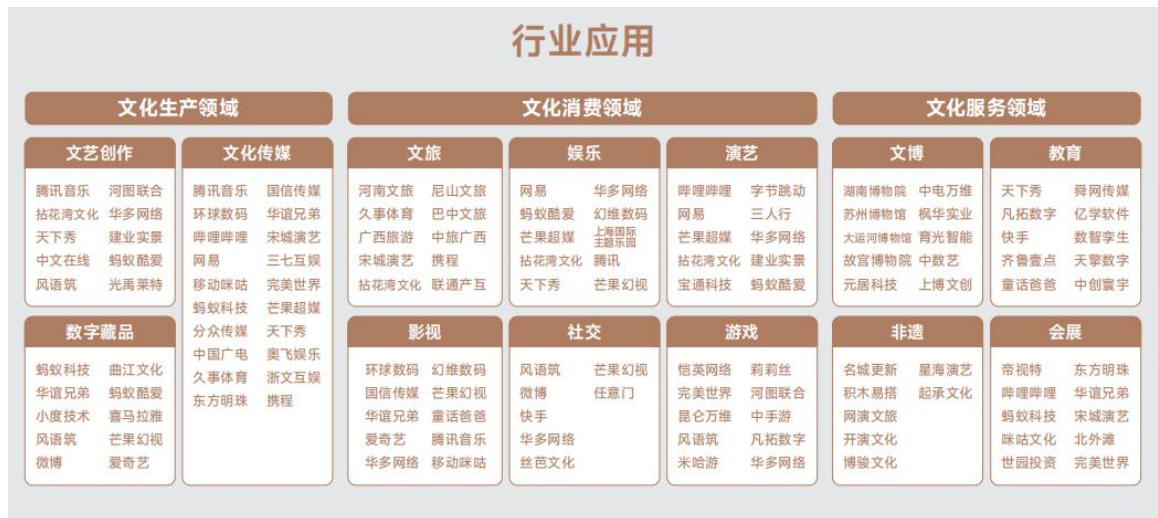 行业应用
文化生产领域
文艺创作
腾讯音乐 河图联合
拈花湾文化 华多网络
天下秀 建业实景
中文在线 蚂蚁酷爱
风语筑 光禹莱特
文化传媒
腾讯音乐 国信传媒
环球数码 华谊兄弟
哔哩哔哩 宋城演艺
网易 三七互娱
移动咪咕 完美世界
蚂蚁科技 芒果超媒
分众传媒 天下秀
中国广电 奥飞娱乐
久事体育 浙文互娱
东方明珠 携程
数字藏品
蚂蚁科技 曲江文化
华谊兄弟 蚂蚁酷爱
小度技术 喜马拉雅
风语筑 芒果幻视
微博 爱奇艺
文化消费领域
文旅
河南文旅 尼山文旅
久事体育 巴中文旅
广西旅游 中旅广西
宋城演艺 携程
拈花湾文化 联通产互
娱乐
网易 华多网络
蚂蚁酷爱 幻维数码
芒果超媒 上海国际
主题乐园
拈花湾文化 腾讯
天下秀 芒果幻视
演艺
哔哩哔哩 字节跳动
网易 三人行
芒果超媒 华多网络
拈花湾文化 建业实景
宝通科技 蚂蚁酷爱
影视
环球数码 幻维数码
国信传媒 芒果幻视
华谊兄弟 童话爸爸
爱奇艺 腾讯音乐
华多网络 移动咪咕
社交
风语筑 芒果幻视
微博 任意门
快手
华多网络
丝芭文化
游戏
恺英网络 莉莉丝
完美世界 河图联合
昆仑万维 中手游
风语筑 凡拓数字
米哈游 华多网络
文化服务领域
文博
湖南博物院 中电万维
苏州博物馆 枫华实业
大运河博物馆 育光智能
故宫博物院 中数艺
元居科技 上博文创
教育
天下秀 舜网传媒
凡拓数字 亿学软件
快手 数智孪生
齐鲁壹点 天擎数字
童话爸爸 中创寰宇
非遗
名城更新 星海演艺
积木易搭 起承文化
网演文旅
开演文化
博骏文化
会展
帝视特 东方明珠
哔哩哔哩 华谊兄弟
蚂蚁科技 宋城演艺
咪咕文化 北外滩
世园投资 完美世界